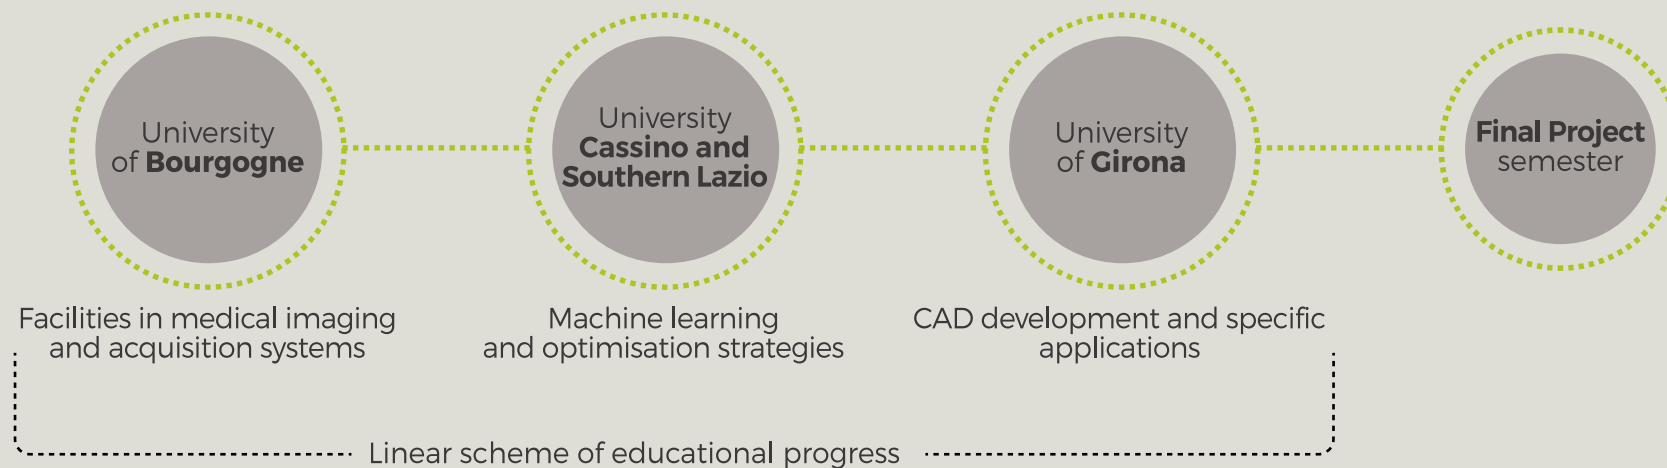 University
of Bourgogne
University
Cassino and
Southern Lazio
University
of Girona
Final Project
semester
Facilities in medical imaging
and acquisition systems
Machine learning
and optimisation strategies
CAD development and specific
applications
Linear scheme of educational progress